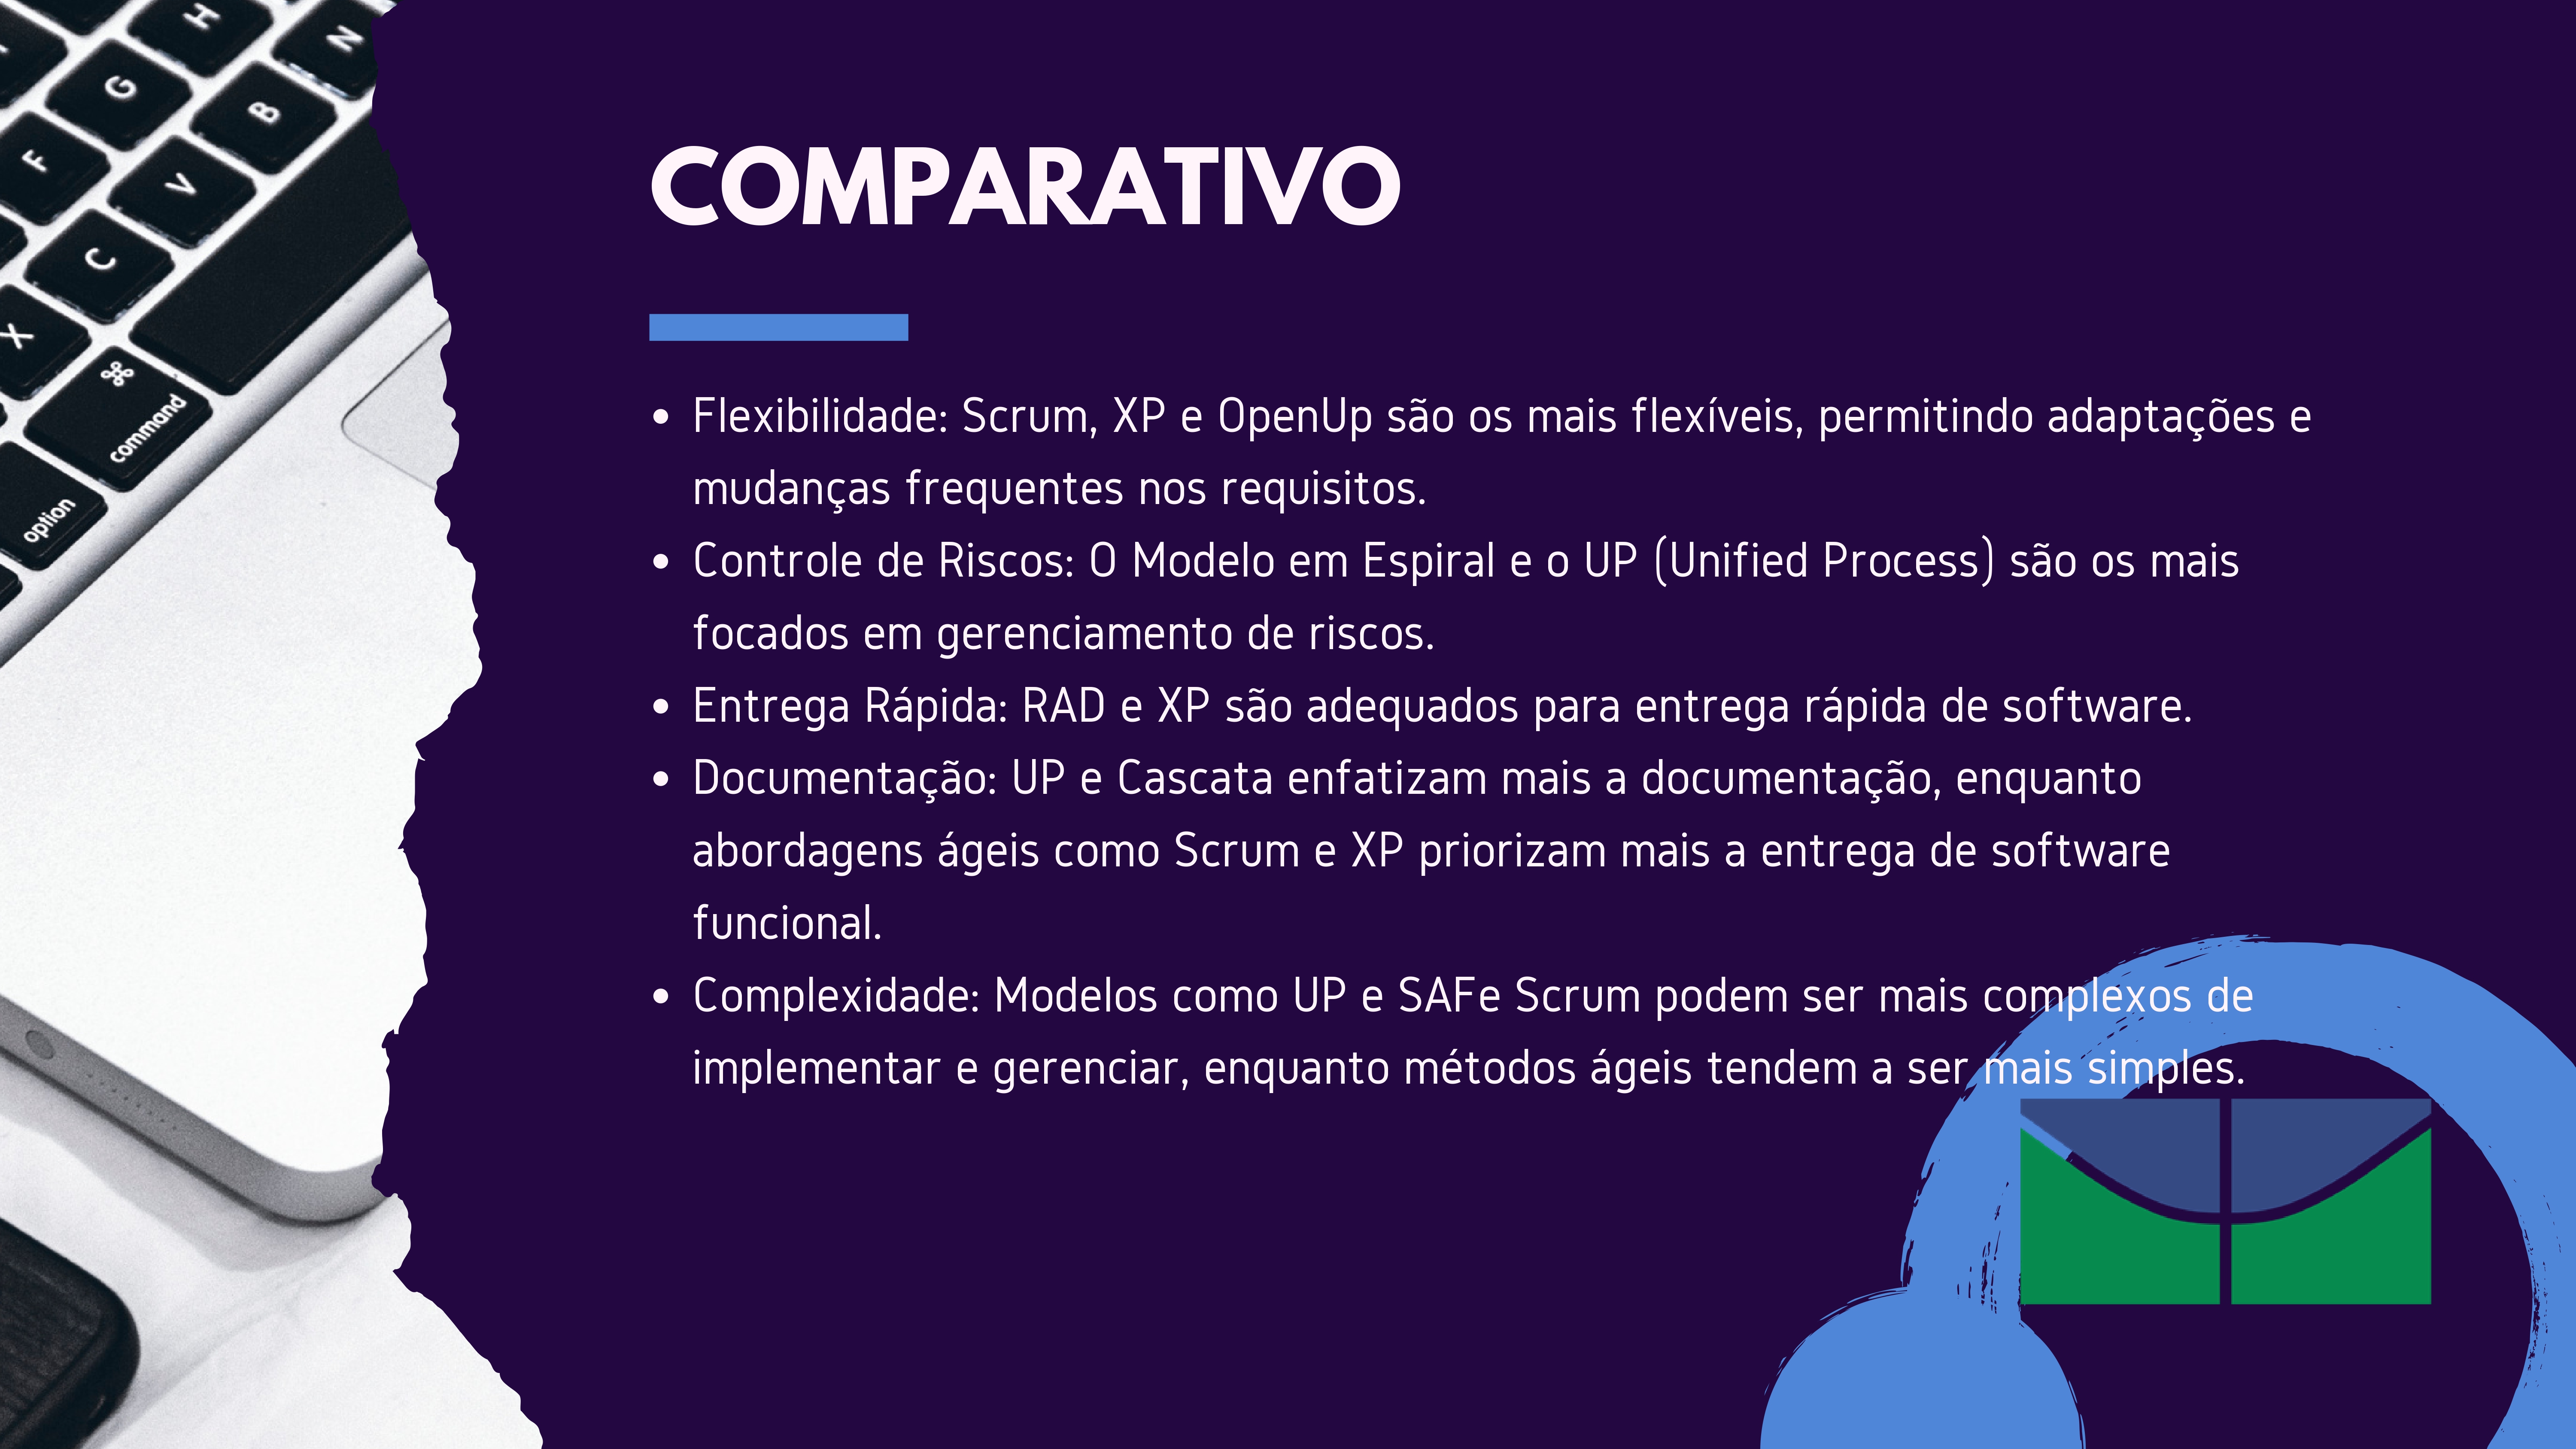 H
N
G
B
F
V
C
X
⌘
command
option
COMPARATIVO
• Flexibilidade: Scrum, XP e OpenUp são os mais flexíveis, permitindo adaptações e
mudanças frequentes nos requisitos.
• Controle de Riscos: O Modelo em Espiral e o UP (Unified Process) são os mais
focados em gerenciamento de riscos.
• Entrega Rápida: RAD e XP são adequados para entrega rápida de software.
• Documentação: UP e Cascata enfatizam mais a documentação, enquanto
abordagens ágeis como Scrum e XP priorizam mais a entrega de software
funcional.
• Complexidade: Modelos como UP e SAFe Scrum podem ser mais complexos de
implementar e gerenciar, enquanto métodos ágeis tendem a ser mais simples.